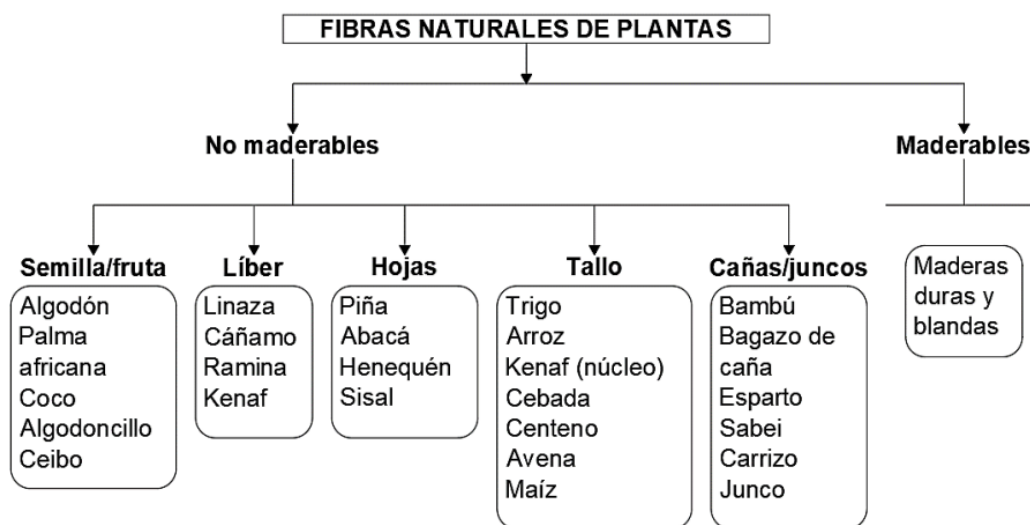 FIBRAS NATURALES DE PLANTAS
No maderables
Maderables
Semilla/fruta
Algodón
Palma
africana
Coco
Algodoncillo
Ceibo
Líber
Linaza
Cáñamo
Ramina
Kenaf
Hojas
Piña
Abacá
Henequén
Sisal
Tallo
Trigo
Arroz
Kenaf (núcleo)
Cebada
Centeno
Avena
Maíz
Cañas/juncos
Bambú
Bagazo de
caña
Esparto
Sabei
Carrizo
Junco
Maderas
duras y
blandas